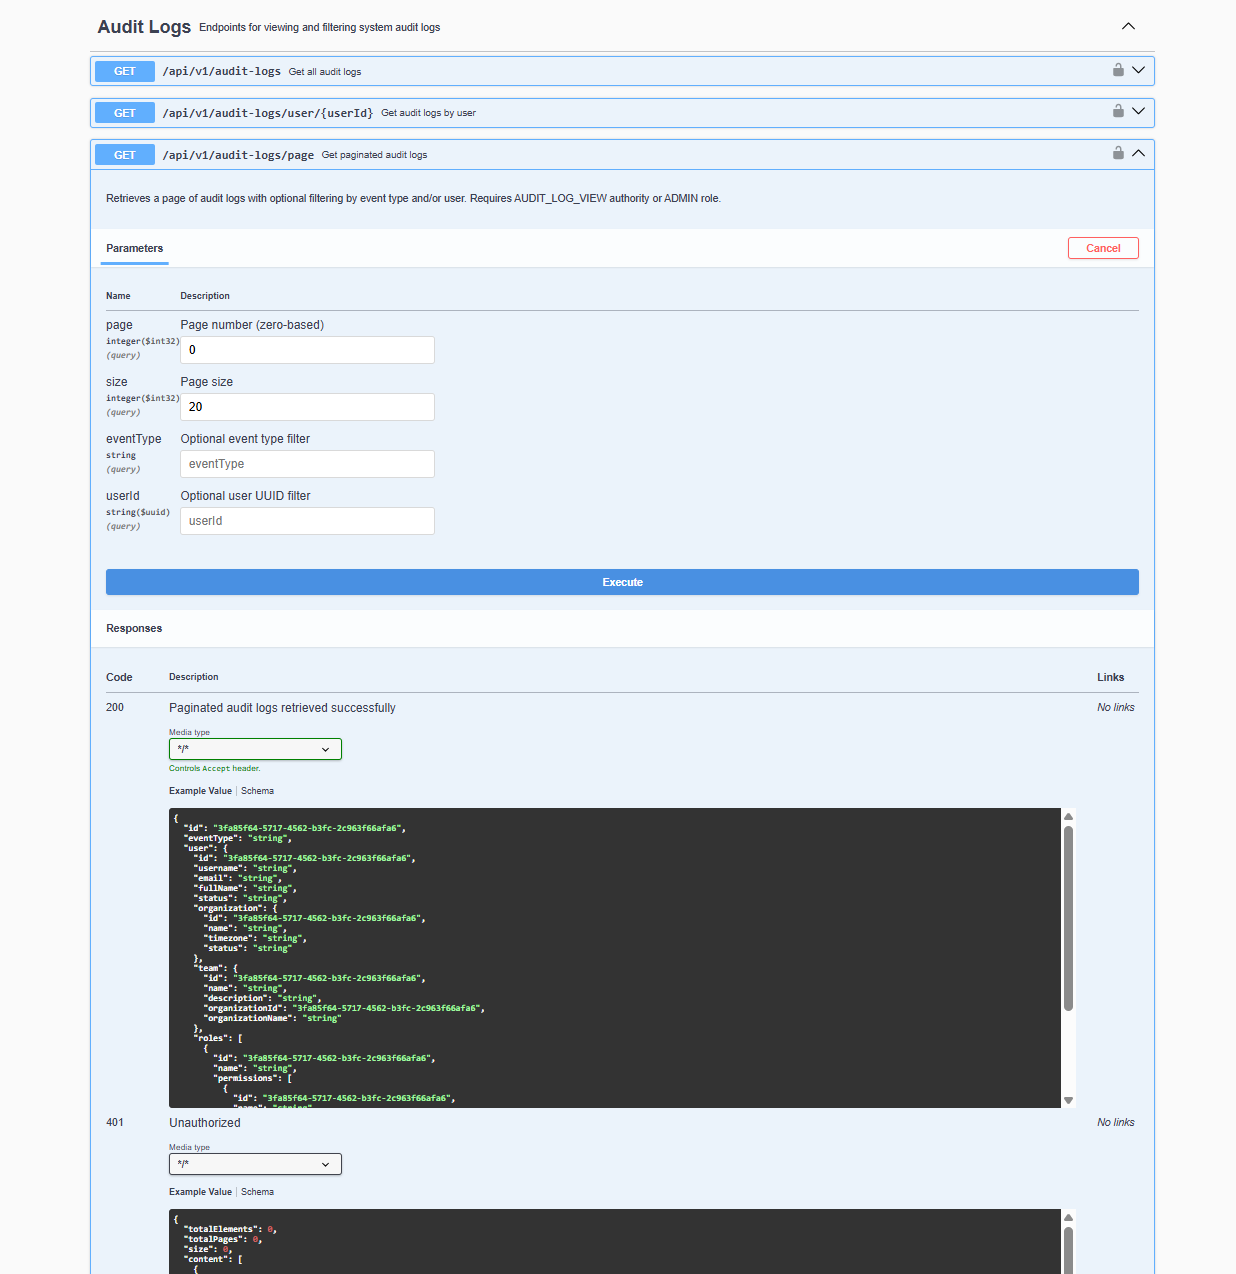 Audit Logs Endpoints for viewing and filtering system audit logs
GET /api/v1/audit-logs Get all audit logs
GET /api/v1/audit-logs/user/{userId} Get audit logs by user
GET /api/v1/audit-logs/page Get paginated audit logs
Retrieves a page of audit logs with optional filtering by event type and/or user. Requires AUDIT_LOG_VIEW authority or ADMIN role.
Parameters Cancel
Name Description
page Page number (zero-based)
integer($int32)
(query)
0
size Page size
integer($int32)
(query)
20
eventType Optional event type filter
string
(query)
eventType
userId Optional user UUID filter
string($uuid)
(query)
userId
Execute
Responses
Code Description Links
200 Paginated audit logs retrieved successfully No links
Media type
*/*
Controls Accept header.
Example Value | Schema
{
"id": "3fa85f64-5717-4562-b3fc-2c963f66afa6",
"eventType": "string",
"user": {
"id": "3fa85f64-5717-4562-b3fc-2c963f66afa6",
"username": "string",
"email": "string",
"fullName": "string",
"status": "string",
"organization": {
"id": "3fa85f64-5717-4562-b3fc-2c963f66afa6",
"name": "string",
"timezone": "string",
"status": "string"
},
"team": {
"id": "3fa85f64-5717-4562-b3fc-2c963f66afa6",
"name": "string",
"description": "string",
"organizationId": "3fa85f64-5717-4562-b3fc-2c963f66afa6",
"organizationName": "string"
},
"roles": [
{
"id": "3fa85f64-5717-4562-b3fc-2c963f66afa6",
"name": "string",
"permissions": [
{
"id": "3fa85f64-5717-4562-b3fc-2c963f66afa6",
401 Unauthorized No links
Media type
*/*
Example Value | Schema
{
"totalElements": 0,
"totalPages": 0,
"size": 0,
"content": [
{